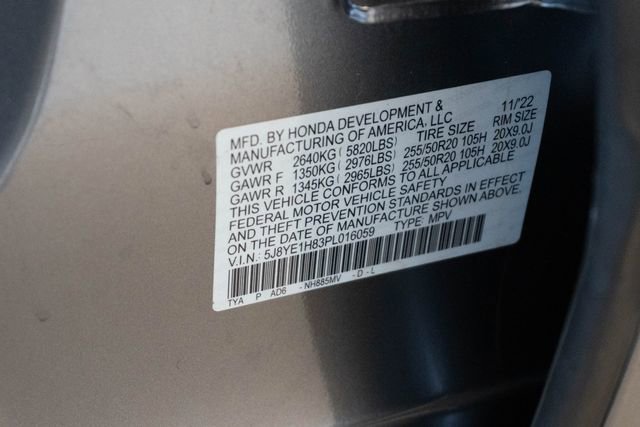 MFD. BY HONDA DEVELOPMENT & 11/'22
MANUFACTURING OF AMERICA, LLC TIRE SIZE RIM SIZE
GVWR 2640KG ( 5820LBS) 255/50R20 105H 20X9.0J
GAWR F 1350KG ( 2976LBS) 255/50R20 105H 20X9.0J
GAWR R 1345KG ( 2965LBS)
THIS VEHICLE CONFORMS TO ALL APPLICABLE
FEDERAL MOTOR VEHICLE SAFETY
AND THEFT PREVENTION STANDARDS IN EFFECT
ON THE DATE OF MANUFACTURE SHOWN ABOVE.
V.I.N.: 5J8YE1H83PL016059 TYPE: MPV
TYA P AD6 - NH885MV - D - L